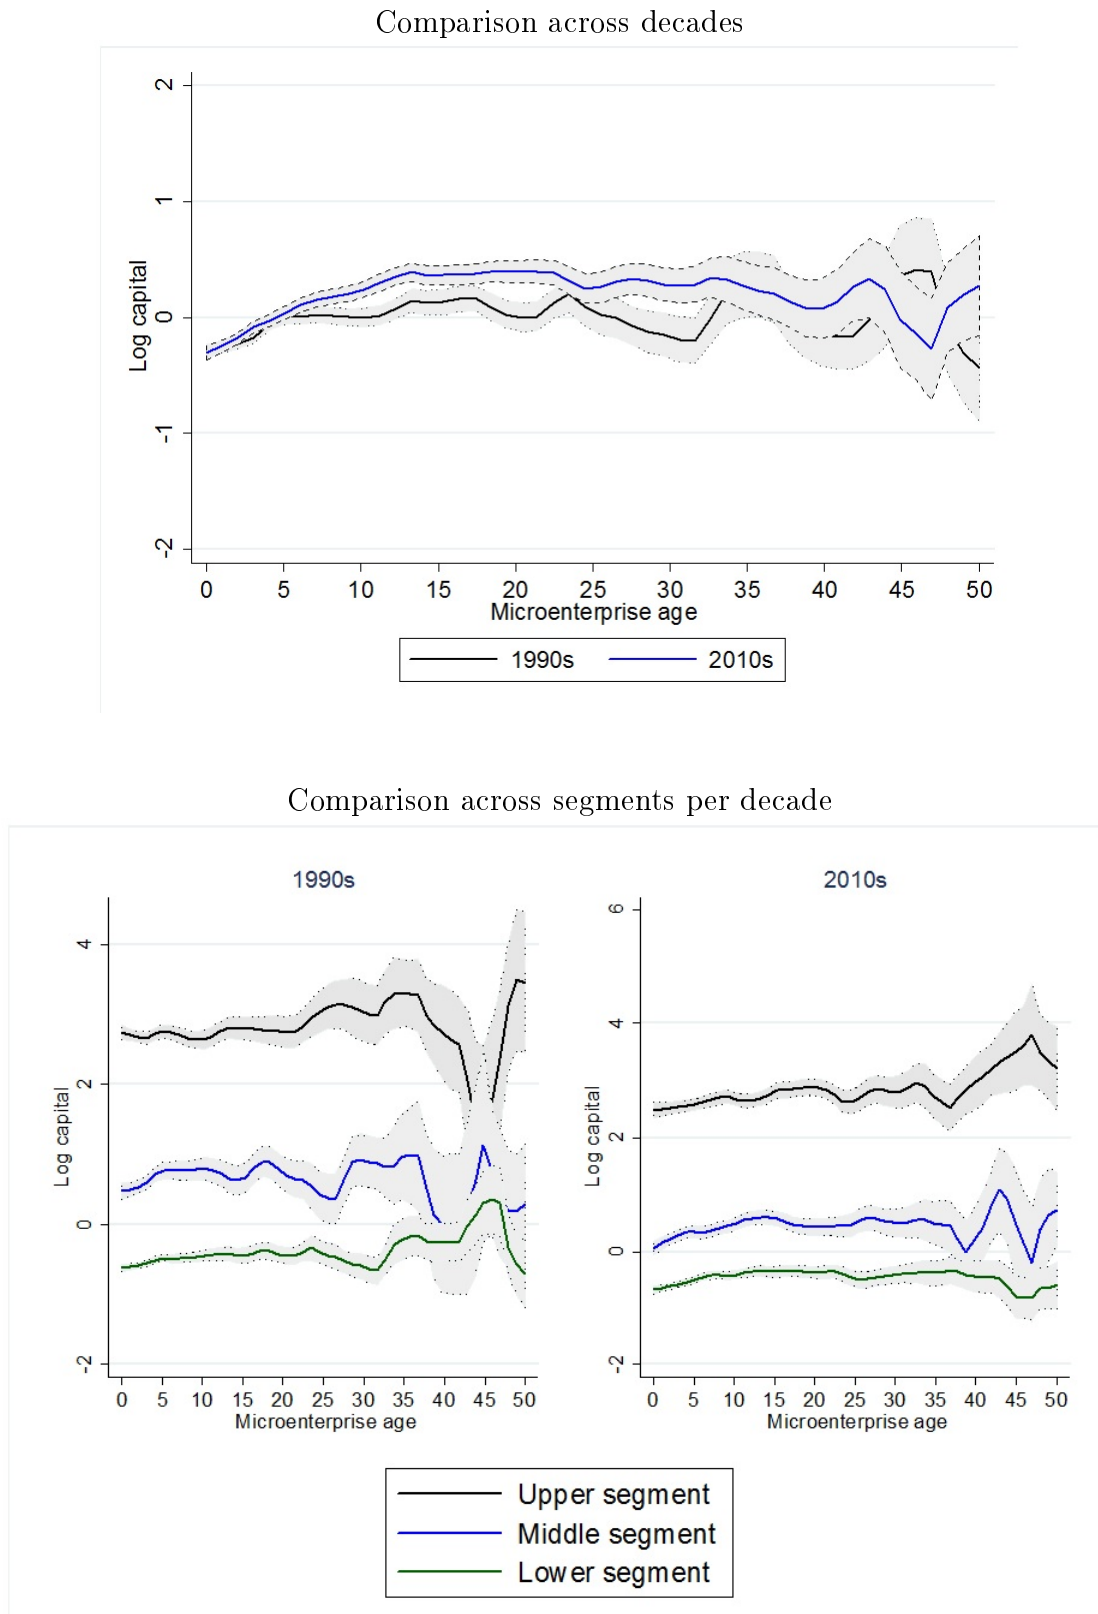 Comparison across decades
2
1
0
-1
-2
Log capital
0 5 10 15 20 25 30 35 40 45 50
Microenterprise age
1990s 2010s
Comparison across segments per decade
1990s
4
2
0
-2
Log capital
0 5 10 15 20 25 30 35 40 45 50
Microenterprise age
2010s
6
4
2
0
-2
Log capital
0 5 10 15 20 25 30 35 40 45 50
Microenterprise age
Upper segment
Middle segment
Lower segment